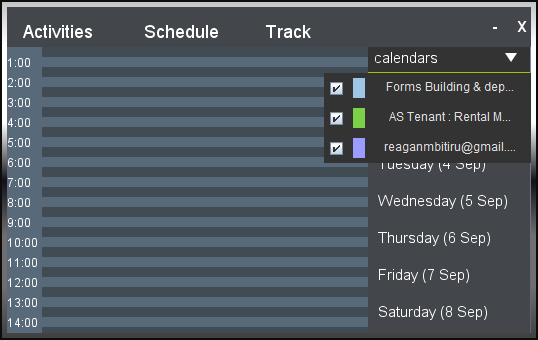 Activities Schedule Track - X
calendars
Forms Building & dep...
AS Tenant : Rental M...
reaganmbitiru@gmail....
Tuesday (4 Sep)
Wednesday (5 Sep)
Thursday (6 Sep)
Friday (7 Sep)
Saturday (8 Sep)
1:00
2:00
3:00
4:00
5:00
6:00
7:00
8:00
9:00
10:00
11:00
12:00
13:00
14:00